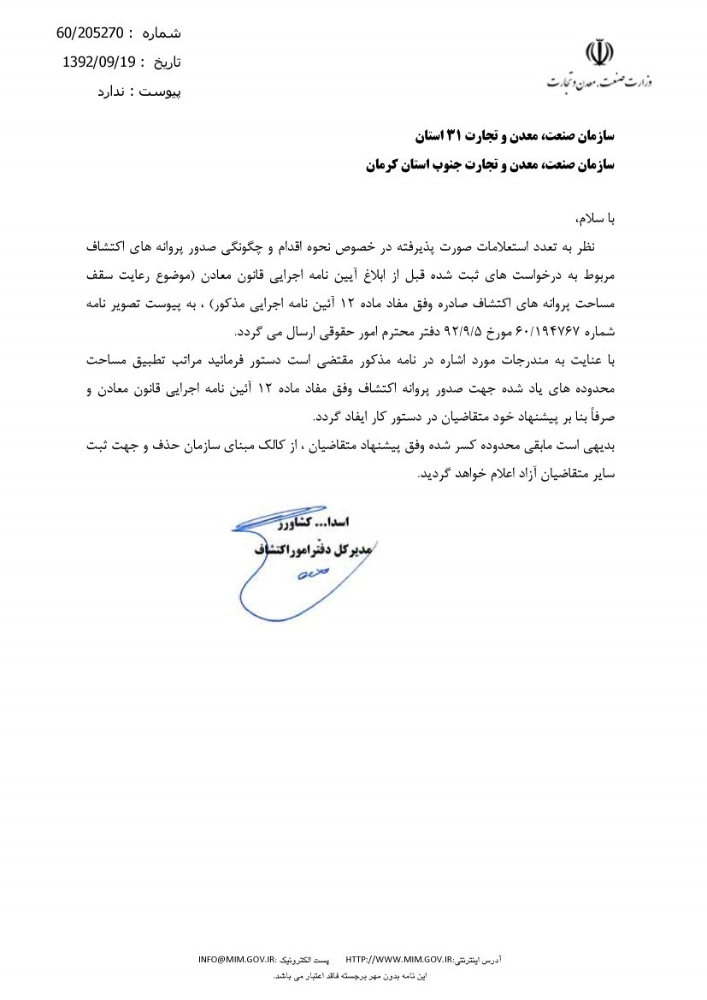 شماره : 60/205270
تاریخ : 1392/09/19
پیوست : ندارد
وزارت صنعت، معدن و تجارت
سازمان صنعت، معدن و تجارت ۳۱ استان
سازمان صنعت، معدن و تجارت جنوب استان کرمان
با سلام،
نظر به تعدد استعلامات صورت پذیرفته در خصوص نحوه اقدام و چگونگی صدور پروانه های اکتشاف
مربوط به درخواست های ثبت شده قبل از ابلاغ آیین نامه اجرایی قانون معادن (موضوع رعایت سقف
مساحت پروانه های اکتشاف صادره وفق مفاد ماده ۱۲ آئین نامه اجرایی مذکور) ، به پیوست تصویر نامه
شماره ۶۰/۱۹۴۷۶۷ مورخ ۹۲/۹/۵ دفتر محترم امور حقوقی ارسال می گردد.
با عنایت به مندرجات مورد اشاره در نامه مذکور مقتضی است دستور فرمائید مراتب تطبیق مساحت
محدوده های یاد شده جهت صدور پروانه اکتشاف وفق مفاد ماده ۱۲ آئین نامه اجرایی قانون معادن و
صرفاً بنا بر پیشنهاد خود متقاضیان در دستور کار ایفاد گردد.
بدیهی است مابقی محدوده کسر شده وفق پیشنهاد متقاضیان ، از کالک مبنای سازمان حذف و جهت ثبت
سایر متقاضیان آزاد اعلام خواهد گردید.
اسدا... کشاورز
مدیرکل دفتر امور اکتشاف
آدرس اینترنتی:HTTP://WWW.MIM.GOV.IR پست الکترونیک :INFO@MIM.GOV.IR
این نامه بدون مهر برجسته فاقد اعتبار می باشد.